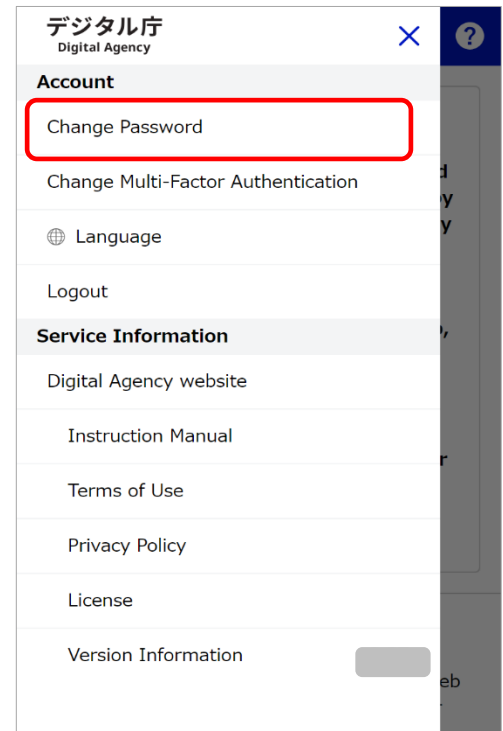 デジタル庁
Digital Agency
?
Account
Change Password
Change Multi-Factor Authentication
Language
Logout
Service Information
Digital Agency website
Instruction Manual
Terms of Use
Privacy Policy
License
Version Information